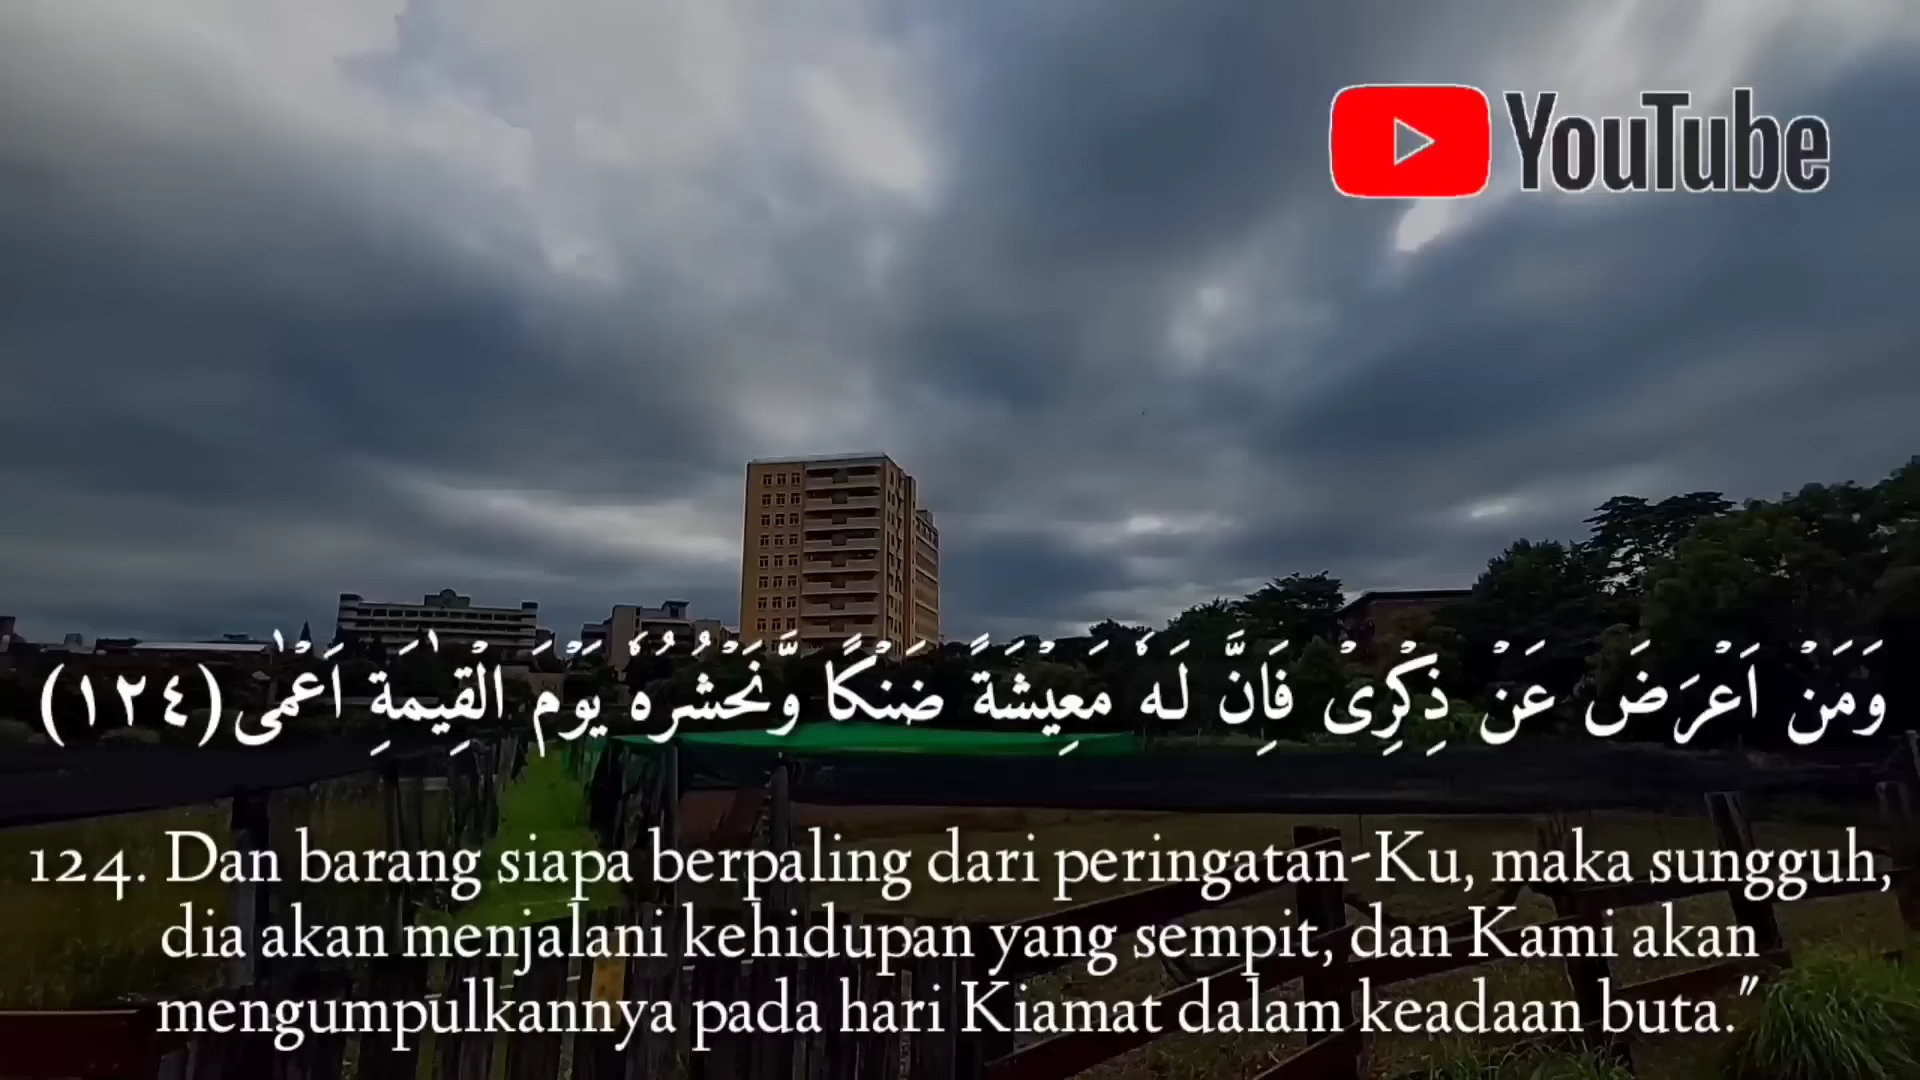 YouTube
وَمَنْ اَعْرَضَ عَنْ ذِكْرِيْ فَاِنَّ لَهٗ مَعِيْشَةً ضَنْكًا وَّنَحْشُرُهٗ يَوْمَ الْقِيٰمَةِ اَعْمٰى (١٢٤)
124. Dan barang siapa berpaling dari peringatan-Ku, maka sungguh,
dia akan menjalani kehidupan yang sempit, dan Kami akan
mengumpulkannya pada hari Kiamat dalam keadaan buta."